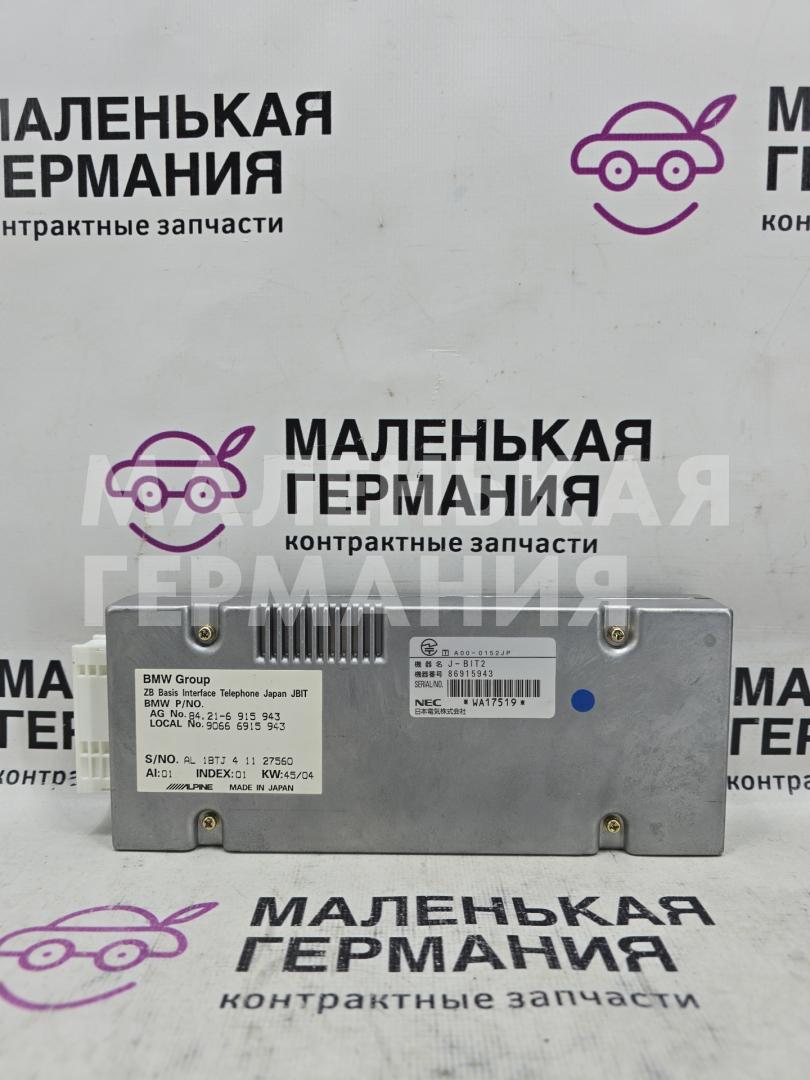 МАЛЕНЬКАЯ
ГЕРМАНИЯ
контрактные запчасти
МАЛЕНЬКАЯ
ГЕРМАНИЯ
контрактные запчасти
МАЛЕНЬКАЯ
ГЕРМАНИЯ
BMW Group
ZB Basis Interface Telephone Japan JBIT
BMW P/NO.
AG No. 84.21-6 915 943
LOCAL No. 9066 6915 943
S/NO. AL 1BTJ 4 11 27560
AI:01 INDEX:01 KW:45/04
ALPINE MADE IN JAPAN
T A00-0152JP
機器名 J-BIT2
機器番号 86915943
SERIAL/NO.
NEC *WA17519*
日本電気株式会社
МАЛЕНЬКАЯ
ГЕРМАНИЯ
контрактные запчасти